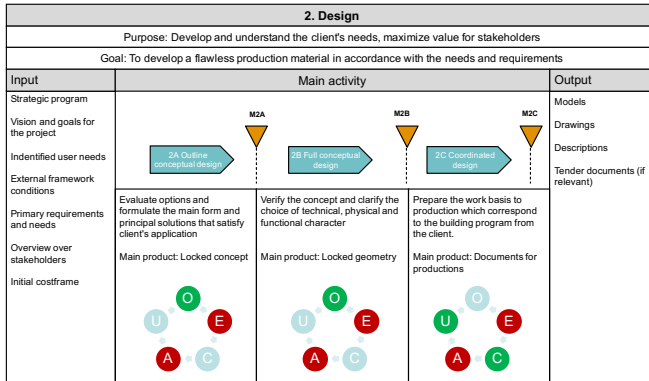 2. Design
Purpose: Develop and understand the client's needs, maximize value for stakeholders
Goal: To develop a flawless production material in accordance with the needs and requirements
Input
Main activity
Output
Strategic program
Vision and goals for
the project
Indentified user needs
External framework
conditions
Primary requirements
and needs
Overview over
stakeholders
Initial costframe
M2A
M2B
M2C
2A Outline
conceptual design
2B Full conceptual
design
2C Coordinated
design
Evaluate options and
formulate the main form and
principal solutions that satisfy
client's application
Main product: Locked concept
O
E
C
A
U
Verify the concept and clarify the
choice of technical, physical and
functional character
Main product: Locked geometry
O
E
C
A
U
Prepare the work basis to
production which correspond
to the building program from
the client.
Main product: Documents for
productions
O
E
C
A
U
Models
Drawings
Descriptions
Tender documents (if
relevant)